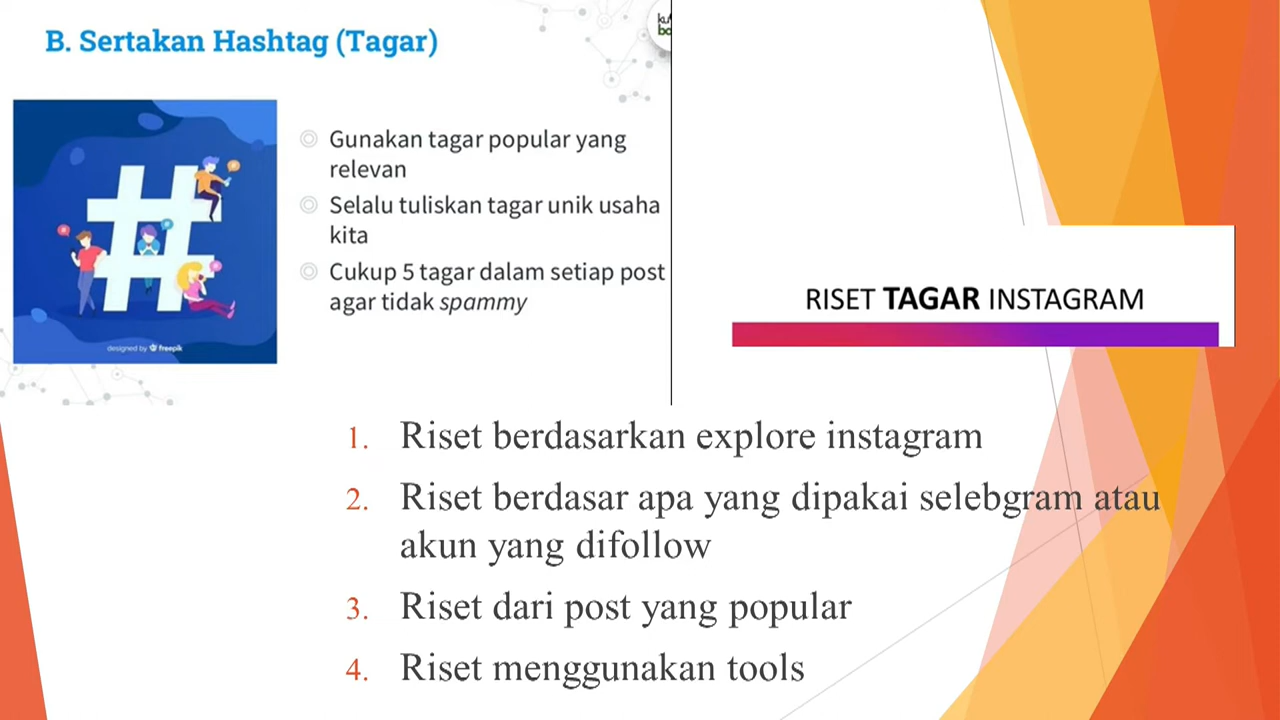 B. Sertakan Hashtag (Tagar)
Gunakan tagar popular yang
relevan
Selalu tuliskan tagar unik usaha
kita
Cukup 5 tagar dalam setiap post
agar tidak spammy
designed by freepik
RISET TAGAR INSTAGRAM
1. Riset berdasarkan explore instagram
2. Riset berdasar apa yang dipakai selebgram atau
akun yang difollow
3. Riset dari post yang popular
4. Riset menggunakan tools